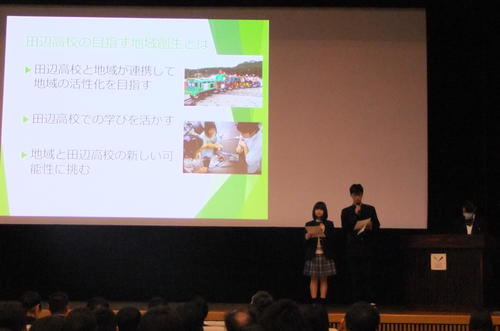 田辺高校の目指す地域創生とは
田辺高校と地域が連携して
地域の活性化を目指す
田辺高校での学びを活かす
地域と田辺高校の新しい可
能性に挑む